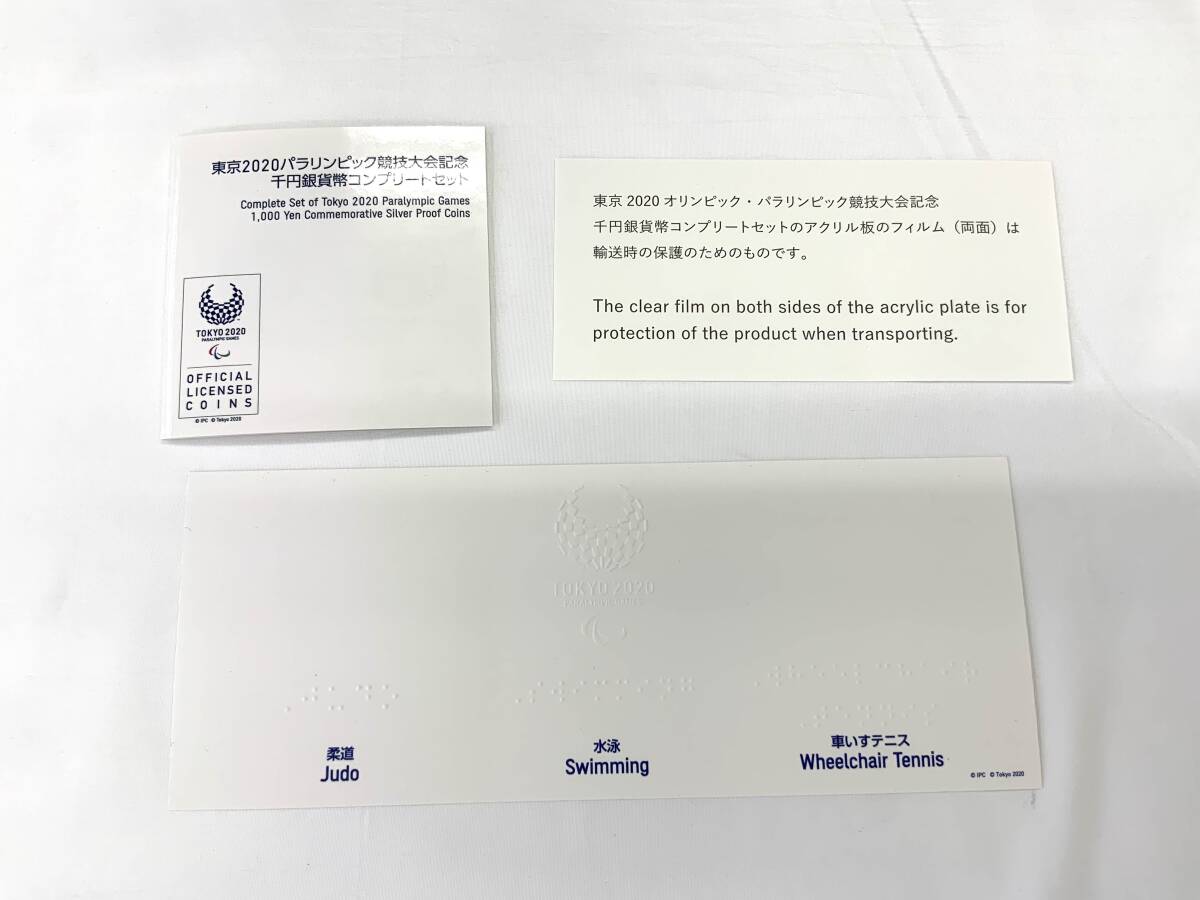 東京2020パラリンピック競技大会記念
千円銀貨幣コンプリートセット
Complete Set of Tokyo 2020 Paralympic Games
1,000 Yen Commemorative Silver Proof Coins
TOKYO 2020
PARALYMPIC GAMES
OFFICIAL
LICENSED
COINS
© IPC © Tokyo 2020
東京 2020 オリンピック・パラリンピック競技大会記念
千円銀貨幣コンプリートセットのアクリル板のフィルム（両面）は
輸送時の保護のためのものです。
The clear film on both sides of the acrylic plate is for
protection of the product when transporting.
TOKYO 2020
PARALYMPIC GAMES
柔道
Judo
水泳
Swimming
車いすテニス
Wheelchair Tennis
© IPC © Tokyo 2020